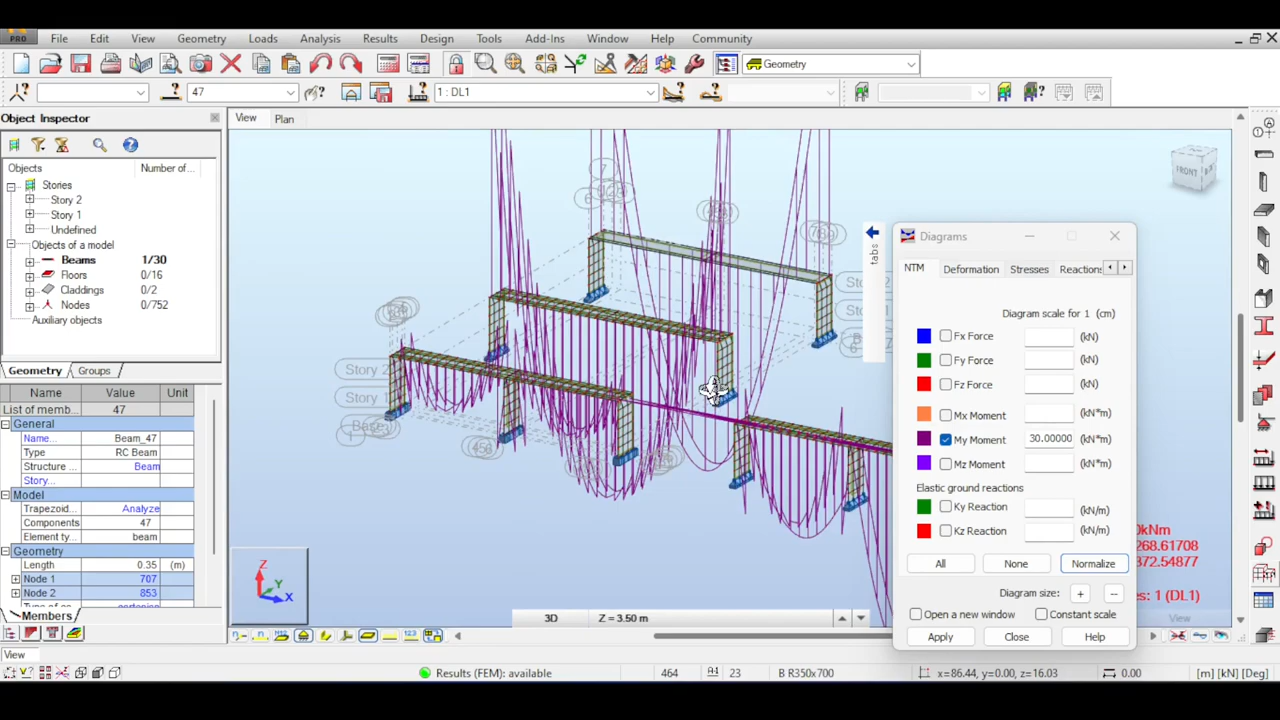 PRO File Edit View Geometry Loads Analysis Results Design Tools Add-Ins Window Help Community
Geometry
47 1 : DL1
Object Inspector
View Plan
Objects Number of...
Stories
Story 2
Story 1
Undefined
Objects of a model
Beams 1/30
Floors 0/16
Claddings 0/2
Nodes 0/752
Auxiliary objects
Geometry Groups
Name Value Unit
List of memb... 47
General
Name... Beam_47
Type RC Beam
Structure ... Beam
Story...
Model
Trapezoid... Analyze
Components 47
Element ty... beam
Geometry
Length 0.35 (m)
Node 1 707
Node 2 853
Members
View
FRONT
Story 2
Story 1
Base
Z
Y
X
3D Z = 3.50 m
tabs
Diagrams
NTM Deformation Stresses Reactions
Diagram scale for 1 (cm)
Fx Force (kN)
Fy Force (kN)
Fz Force (kN)
Mx Moment (kN*m)
My Moment 30.00000 (kN*m)
Mz Moment (kN*m)
Elastic ground reactions
Ky Reaction (kN/m)
Kz Reaction (kN/m)
All None Normalize
Diagram size: + --
Open a new window Constant scale
Apply Close Help
0kNm
268.61708
372.54877
es: 1 (DL1)
View
Results (FEM): available 464 23 B R350x700 x=86.44, y=0.00, z=16.03 0.00 [m] [kN] [Deg]